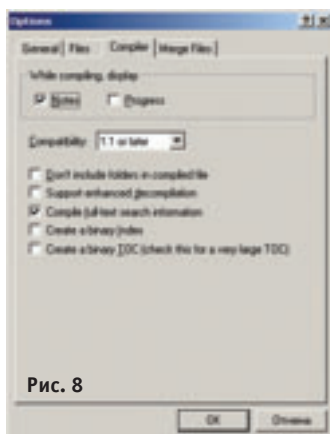 Options
General Files Compiler Merge Files
While compiling, display
Notes Progress
Compatibility: 1.1 or later
Don't include folders in compiled file
Support enhanced decompilation
Compile full-text search information
Create a binary Index
Create a binary TOC (check this for a very large TOC)
Рис. 8
OK Отмена